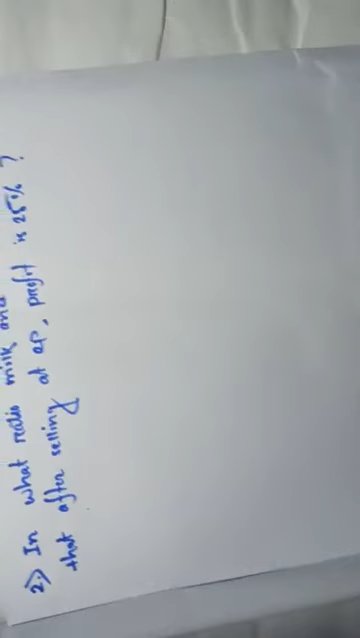 2.) In what ratio milk and
that after selling at cp, profit is 25% ?